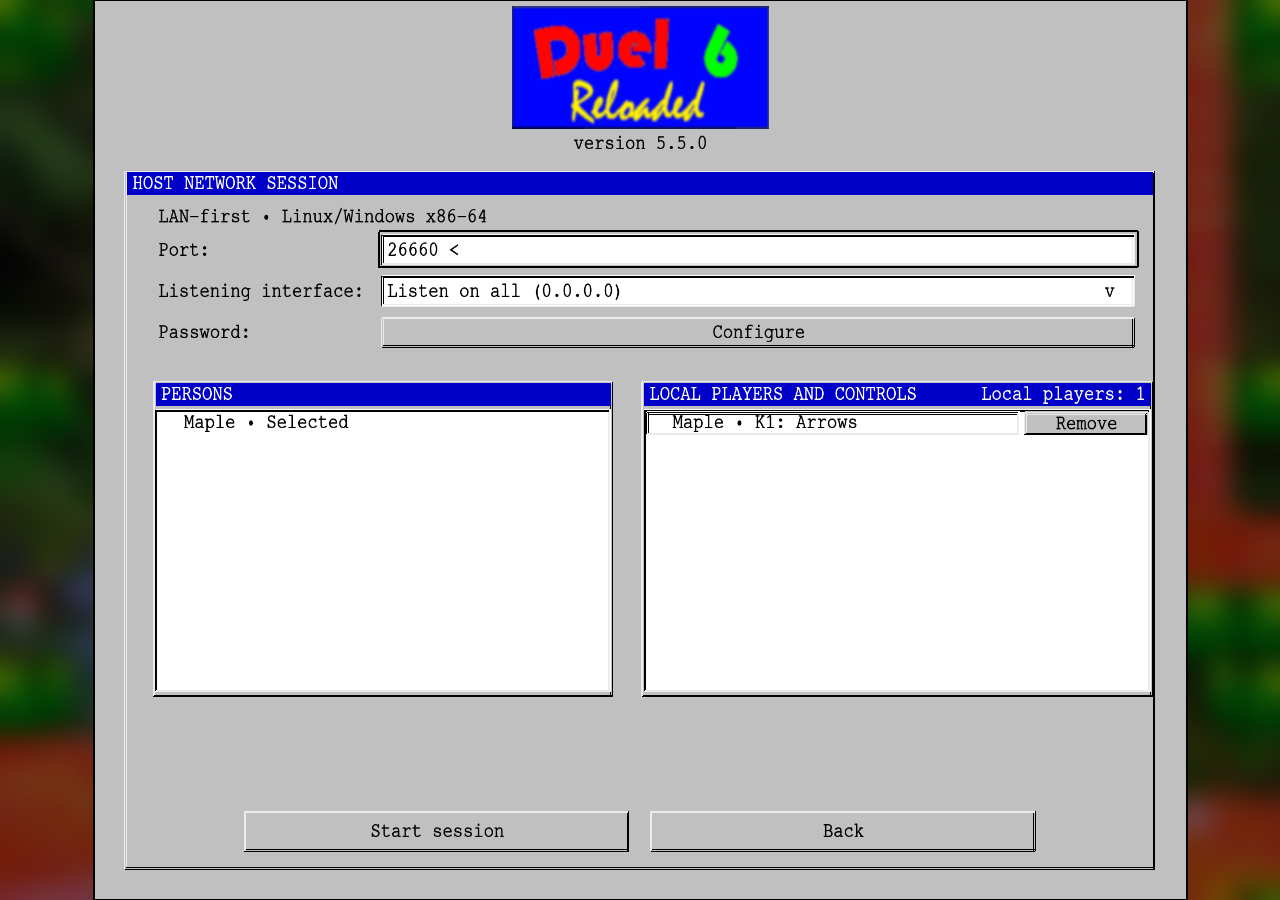 Duel 6
Reloaded
version 5.5.0
HOST NETWORK SESSION
LAN-first • Linux/Windows x86-64
Port: 26660 <
Listening interface: Listen on all (0.0.0.0) v
Password: Configure
PERSONS
Maple • Selected
LOCAL PLAYERS AND CONTROLS Local players: 1
Maple • K1: Arrows Remove
Start session Back